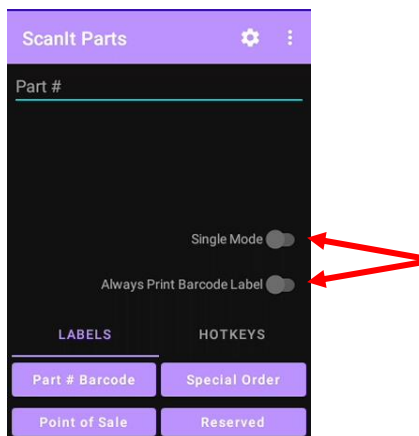 ScanIt Parts
Part #
Single Mode
Always Print Barcode Label
LABELS HOTKEYS
Part # Barcode Special Order
Point of Sale Reserved